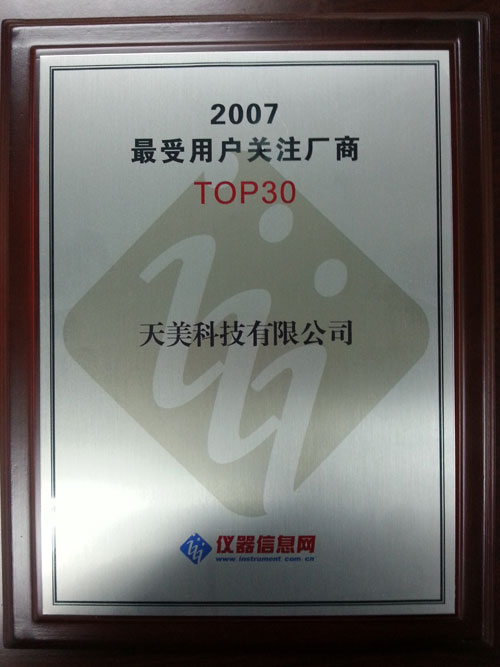 2007
最受用户关注厂商
TOP30
天美科技有限公司
仪器信息网
www.instrument.com.cn